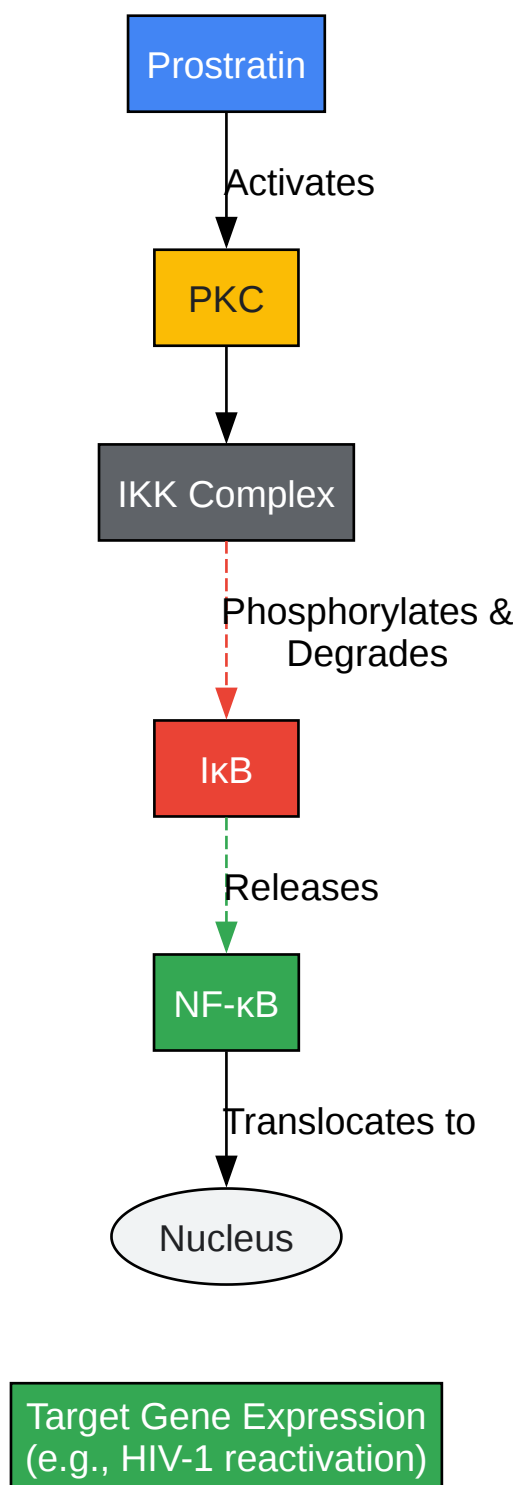 Prostratin
Activates
PKC
IKK Complex
Phosphorylates &
Degrades
IκB
Releases
NF-κB
Translocates to
Nucleus
Target Gene Expression
(e.g., HIV-1 reactivation)